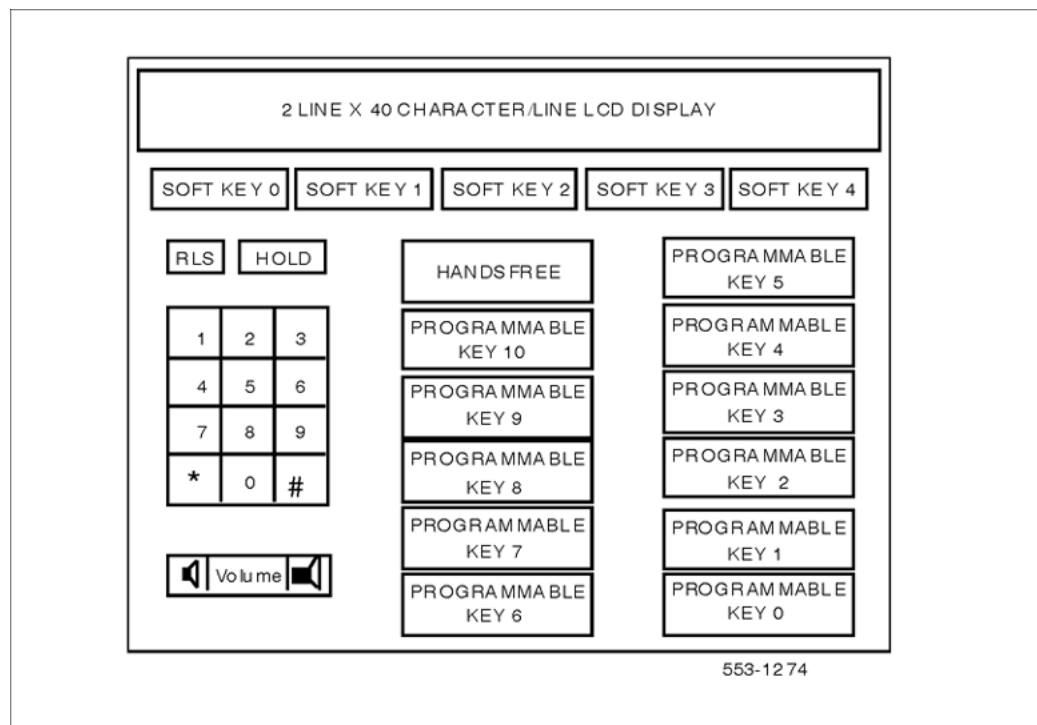 2 LINE X 40 CHARACTER/LINE LCD DISPLAY
SOFT KEY 0
SOFT KEY 1
SOFT KEY 2
SOFT KEY 3
SOFT KEY 4
RLS
HOLD
1
2
3
4
5
6
7
8
9
*
0
#
Volume
HANDSFREE
PROGRAMMABLE
KEY 10
PROGRAMMABLE
KEY 9
PROGRAMMABLE
KEY 8
PROGRAMMABLE
KEY 7
PROGRAMMABLE
KEY 6
PROGRAMMABLE
KEY 5
PROGRAMMABLE
KEY 4
PROGRAMMABLE
KEY 3
PROGRAMMABLE
KEY 2
PROGRAMMABLE
KEY 1
PROGRAMMABLE
KEY 0
553-1274